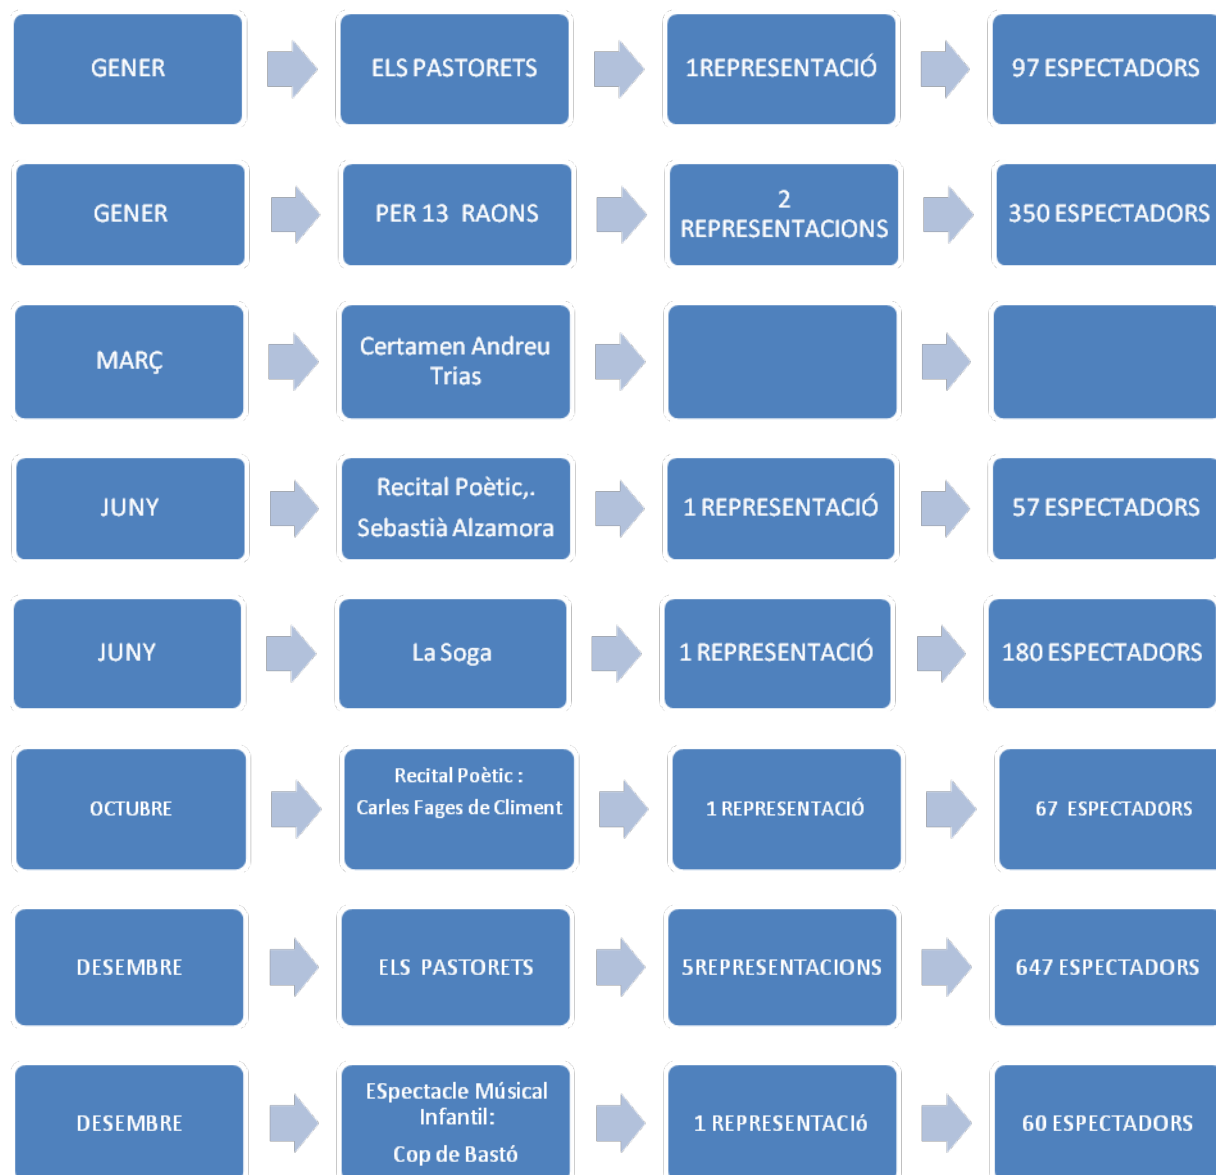 GENER
ELS PASTORETS
1REPRESENTACIÓ
97 ESPECTADORS
GENER
PER 13 RAONS
2
REPRESENTACIONS
350 ESPECTADORS
MARÇ
Certamen Andreu
Trias
JUNY
Recital Poètic,.
Sebastià Alzamora
1 REPRESENTACIÓ
57 ESPECTADORS
JUNY
La Soga
1 REPRESENTACIÓ
180 ESPECTADORS
OCTUBRE
Recital Poètic :
Carles Fages de Climent
1 REPRESENTACIÓ
67 ESPECTADORS
DESEMBRE
ELS PASTORETS
5REPRESENTACIONS
647 ESPECTADORS
DESEMBRE
ESpectacle Músical
Infantil:
Cop de Bastó
1 REPRESENTACIó
60 ESPECTADORS